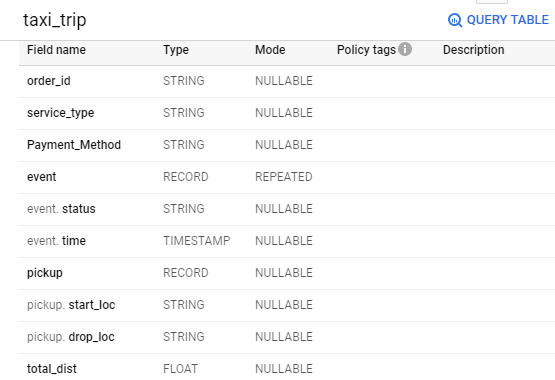 taxi_trip
QUERY TABLE
Field name Type Mode Policy tags Description
order_id STRING NULLABLE
service_type STRING NULLABLE
Payment_Method STRING NULLABLE
event RECORD REPEATED
event. status STRING NULLABLE
event. time TIMESTAMP NULLABLE
pickup RECORD NULLABLE
pickup. start_loc STRING NULLABLE
pickup. drop_loc STRING NULLABLE
total_dist FLOAT NULLABLE